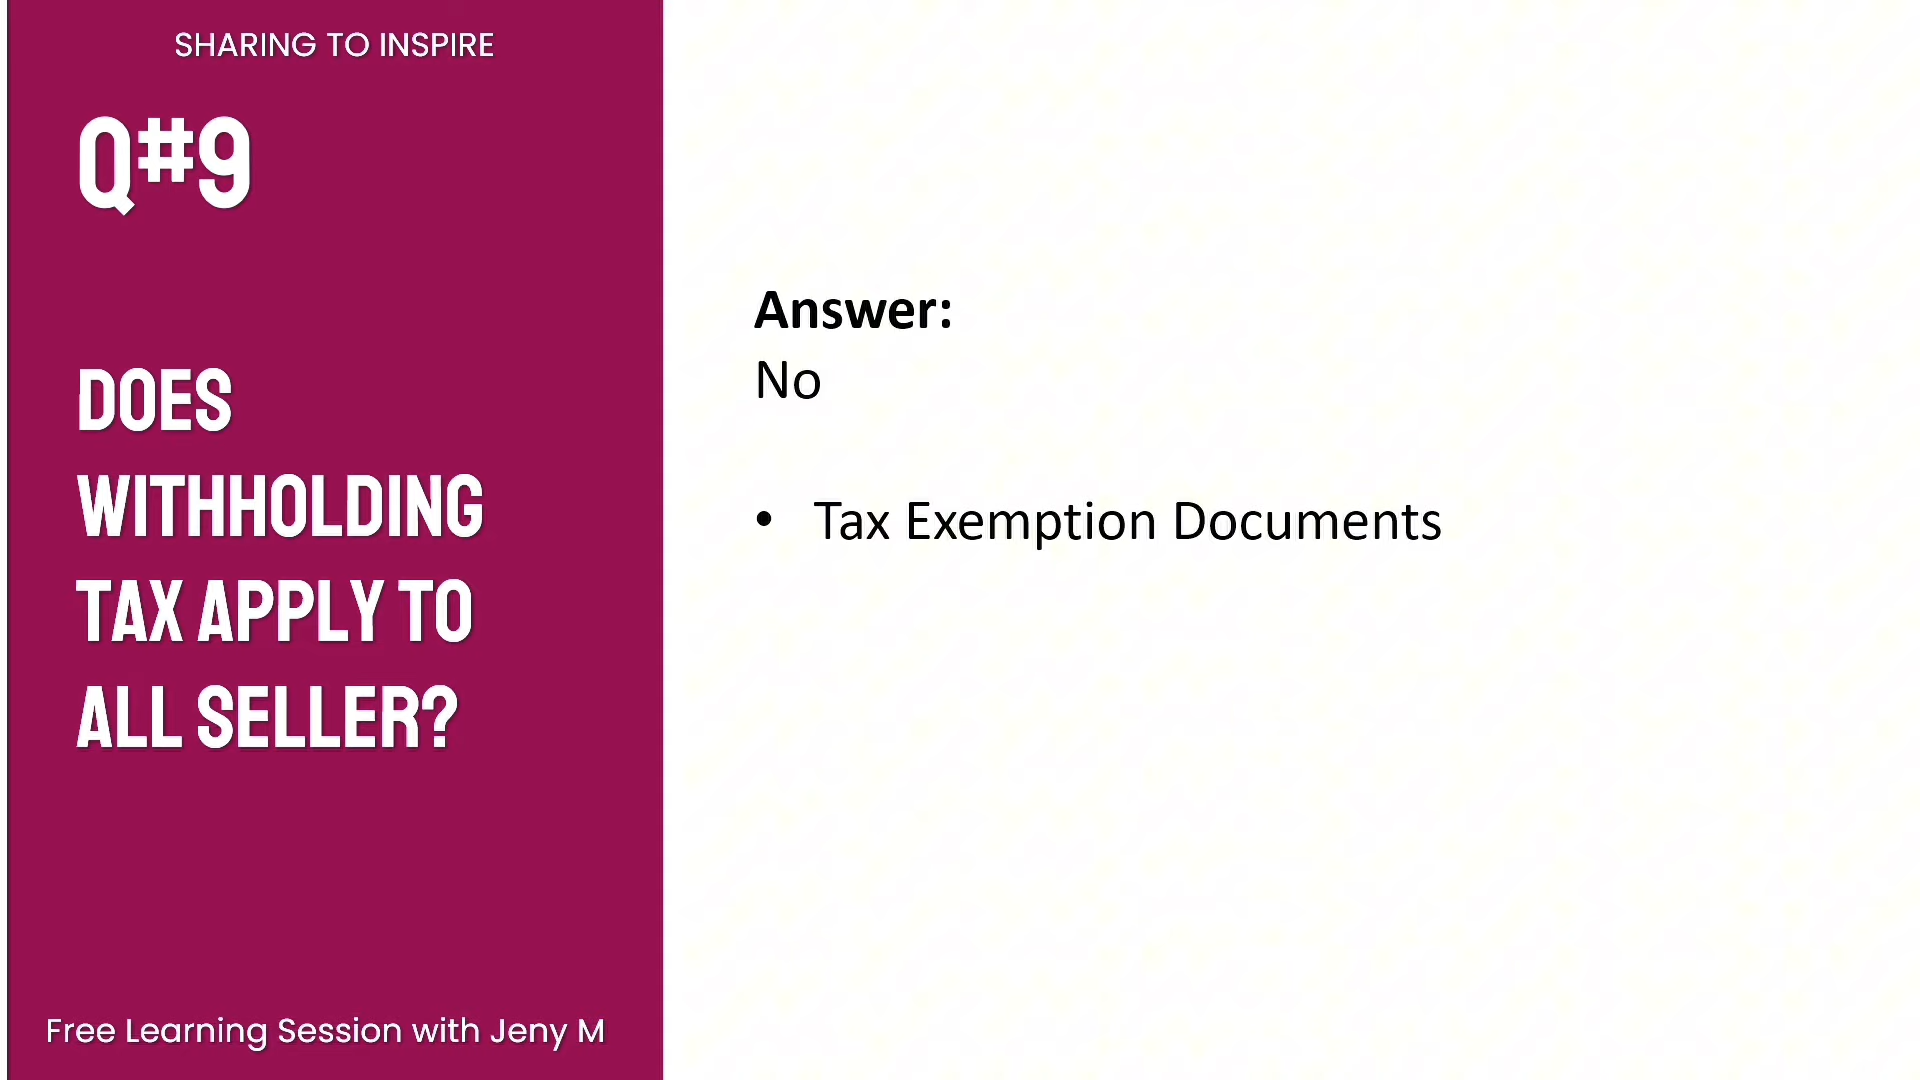 SHARING TO INSPIRE
Q#9
DOES
WITHHOLDING
TAX APPLY TO
ALL SELLER?
Free Learning Session with Jeny M
Answer:
No
• Tax Exemption Documents